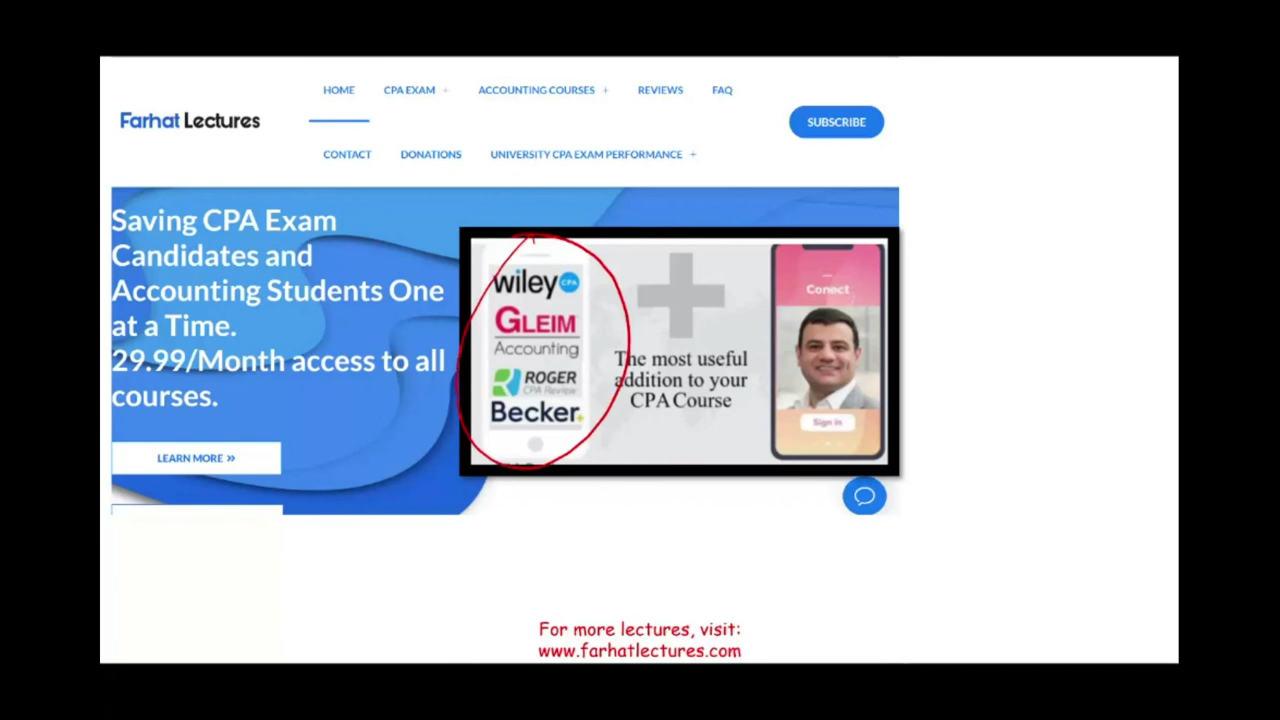 HOME CPA EXAM + ACCOUNTING COURSES + REVIEWS FAQ
Farhat Lectures
SUBSCRIBE
CONTACT DONATIONS UNIVERSITY CPA EXAM PERFORMANCE +
Saving CPA Exam
Candidates and
Accounting Students One
at a Time.
29.99/Month access to all
courses.
LEARN MORE »
wiley CPA
GLEIM
Accounting
ROGER
CPA Review
Becker
The most useful
addition to your
CPA Course
Conect
Sign in
For more lectures, visit:
www.farhatlectures.com